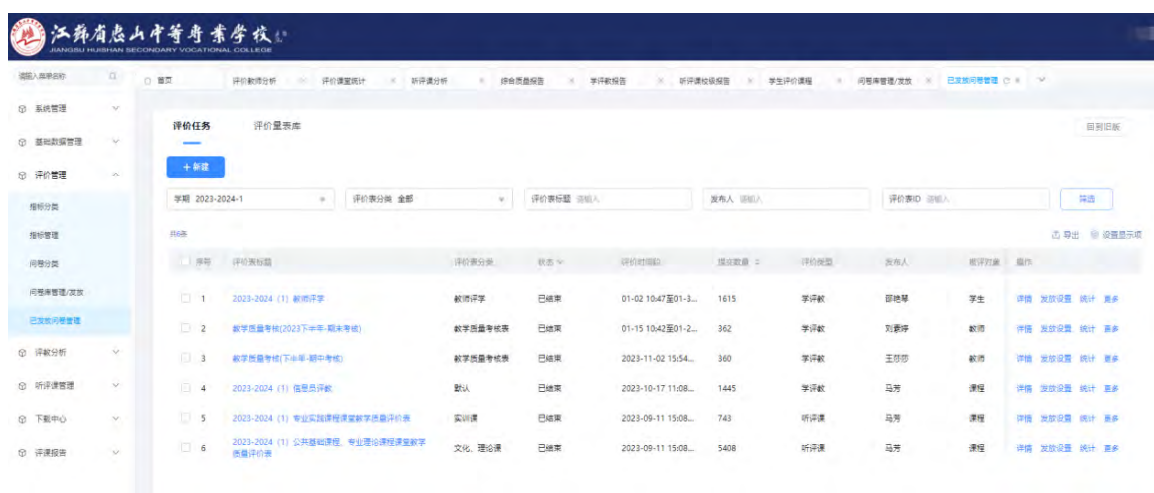 江苏省惠山中等专业学校
JIANGSU HUISHAN SECONDARY VOCATIONAL COLLEGE
请输入菜单名称
首页 评价教师分析 评价课堂统计 听评课分析 综合质量报告 学评教报告 听评课校级报告 学生评价课程 问卷库管理/发放 已发放问卷管理
系统管理
基础数据管理
评价管理
指标分类
指标管理
问卷分类
问卷库管理/发放
已发放问卷管理
评教分析
听评课管理
下载中心
评课报告
评价任务 评价量表库 回到旧版
+ 新建
学期 2023-2024-1 评价表分类 全部 评价表标题 请输入 发布人 请输入 评价表ID 请输入 筛选
共6条 导出 设置显示项
序号 评价表标题 评价表分类 状态 评价时间段 提交数量 评价类型 发布人 被评对象 操作
1 2023-2024（1）教师评学 教师评学 已结束 01-02 10:47至01-3... 1615 学评教 邵艳琴 学生 详情 发放设置 统计 更多
2 教学质量考核(2023下半年-期末考核) 教学质量考核表 已结束 01-15 10:42至01-2... 362 学评教 教师 详情 发放设置 统计 更多
3 教学质量考核(下半年-期中考核) 教学质量考核表 已结束 2023-11-02 15:54... 360 学评教 王莎莎 教师 详情 发放设置 统计 更多
4 2023-2024（1）信息员评教 默认 已结束 2023-10-17 11:08... 1445 学评教 马芳 课程 详情 发放设置 统计 更多
5 2023-2024（1）专业实践课程课堂教学质量评价表 实训课 已结束 2023-09-11 15:08... 743 听评课 马芳 课程 详情 发放设置 统计 更多
6 2023-2024（1）公共基础课程、专业理论课程课堂教学质量评价表 文化、理论课 已结束 2023-09-11 15:08... 5408 听评课 马芳 课程 详情 发放设置 统计 更多